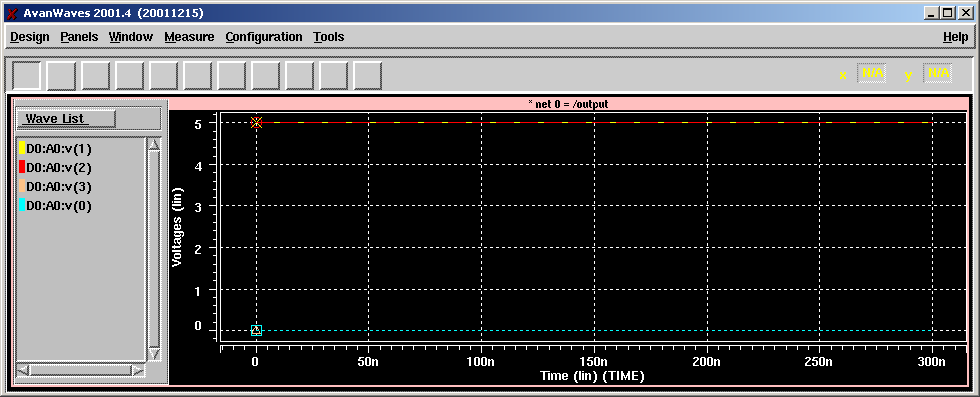 AvanWaves 2001.4 (20011215)
Design Panels Window Measure Configuration Tools Help
x N/A y N/A
* net 0 = /output
Wave List
D0:A0:v(1)
D0:A0:v(2)
D0:A0:v(3)
D0:A0:v(0)
Voltages (lin)
5
4
3
2
1
0
0 50n 100n 150n 200n 250n 300n
Time (lin) (TIME)